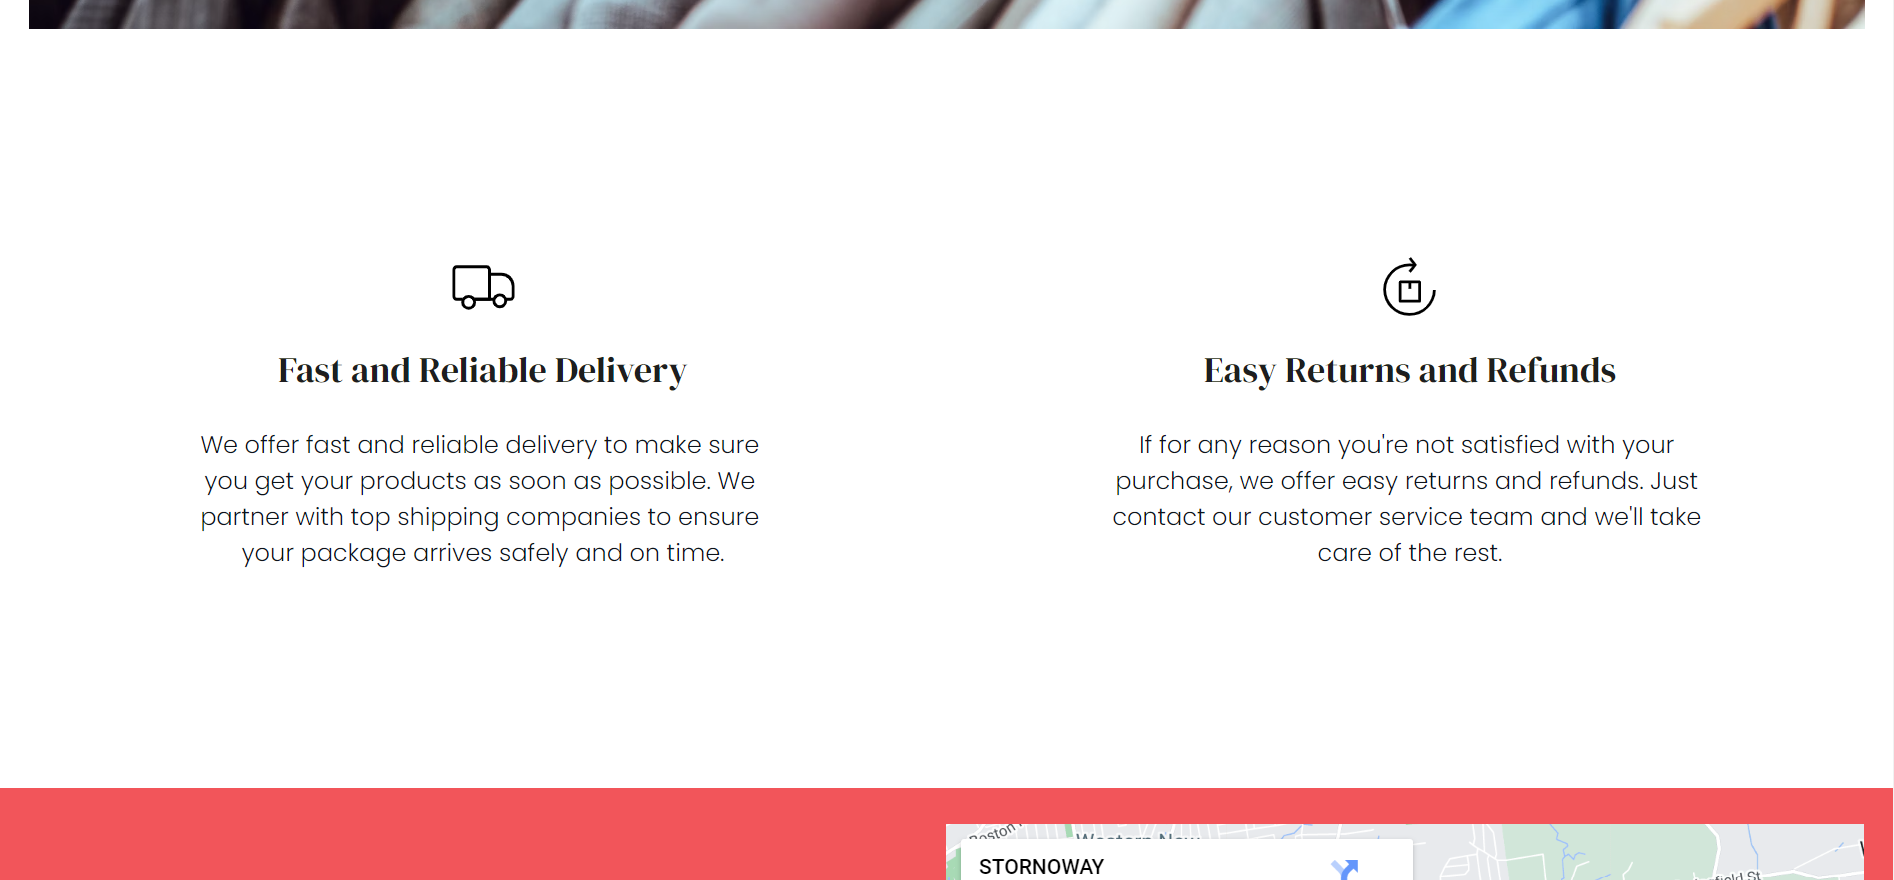 Fast and Reliable Delivery
We offer fast and reliable delivery to make sure
you get your products as soon as possible. We
partner with top shipping companies to ensure
your package arrives safely and on time.
Easy Returns and Refunds
If for any reason you're not satisfied with your
purchase, we offer easy returns and refunds. Just
contact our customer service team and we'll take
care of the rest.
STORNOWAY